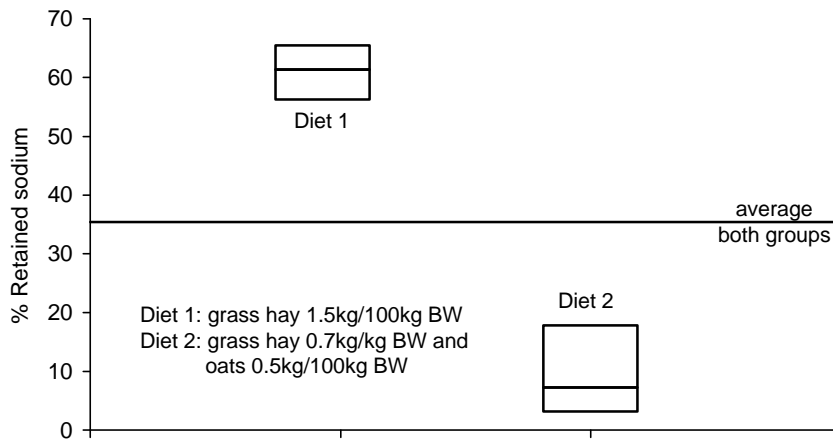 70
60
50
40
30
20
10
0
% Retained sodium
Diet 1
average
both groups
Diet 2
Diet 1: grass hay 1.5kg/100kg BW
Diet 2: grass hay 0.7kg/kg BW and
oats 0.5kg/100kg BW